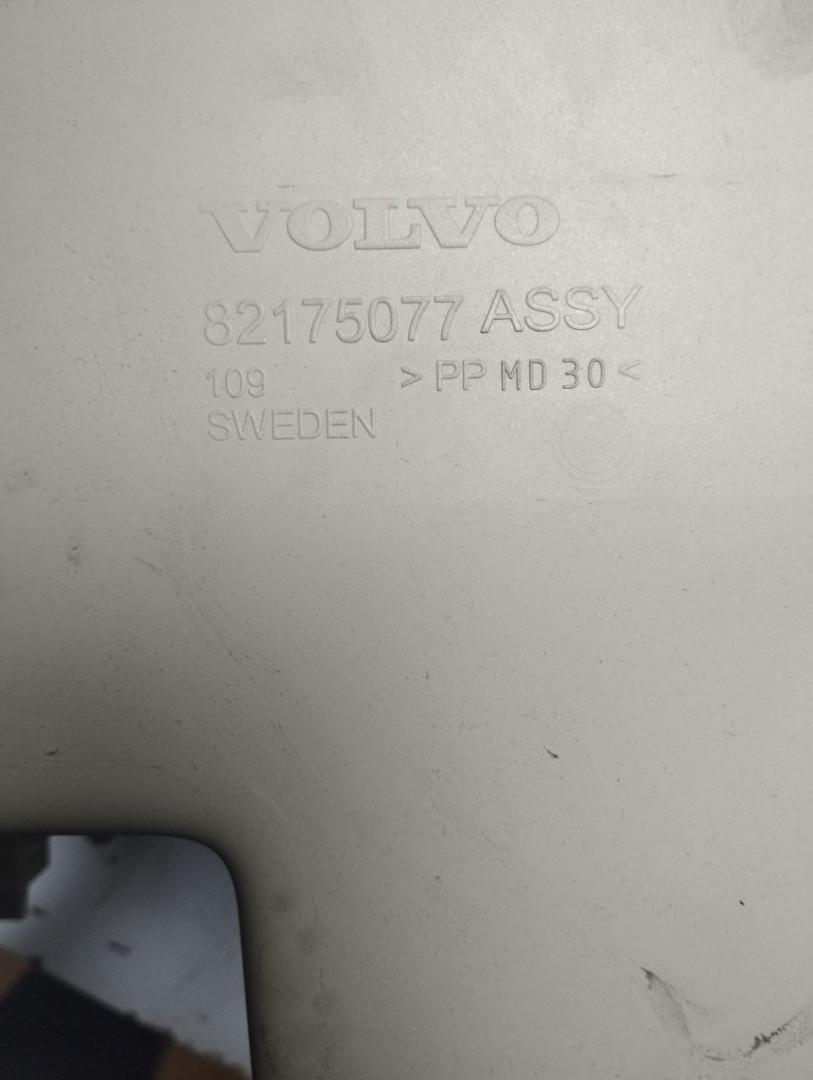 VOLVO
82175077 ASSY
109 >PP MD 30<
SWEDEN